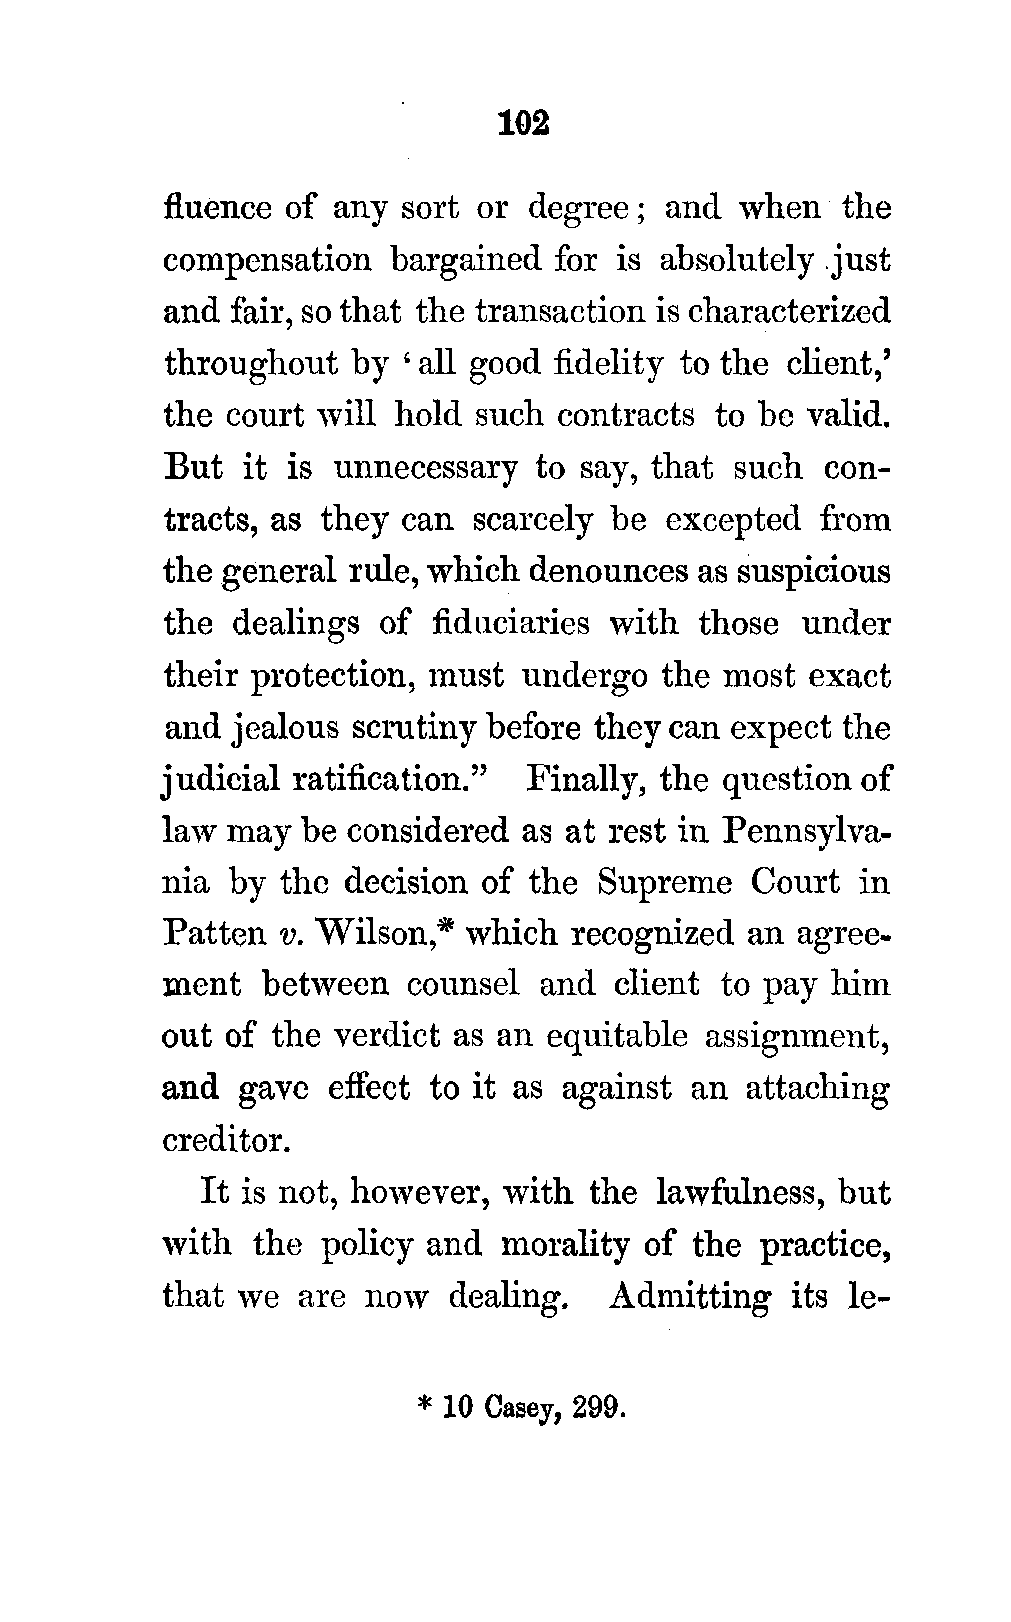 102
fluence of any sort or degree; and when the
compensation bargained for is absolutely just
and fair, so that the transaction is characterized
throughout by ‘all good fidelity to the client,’
the court will hold such contracts to be valid.
But it is unnecessary to say, that such con-
tracts, as they can scarcely be excepted from
the general rule, which denounces as suspicious
the dealings of fiduciaries with those under
their protection, must undergo the most exact
and jealous scrutiny before they can expect the
judicial ratification.” Finally, the question of
law may be considered as at rest in Pennsylva-
nia by the decision of the Supreme Court in
Patten v. Wilson,* which recognized an agree-
ment between counsel and client to pay him
out of the verdict as an equitable assignment,
and gave effect to it as against an attaching
creditor.
It is not, however, with the lawfulness, but
with the policy and morality of the practice,
that we are now dealing. Admitting its le-
* 10 Casey, 299.